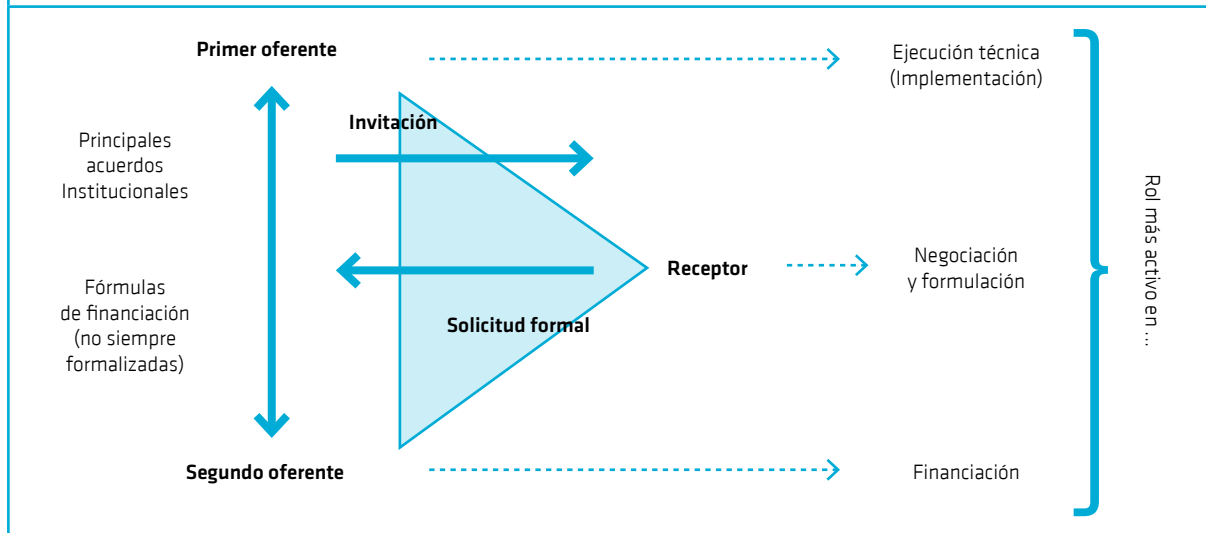 Primer oferente
Ejecución técnica
(Implementación)
Invitación
Principales
acuerdos
Institucionales
Rol más activo en ...
Receptor
Negociación
y formulación
Fórmulas
de financiación
(no siempre
formalizadas)
Solicitud formal
Segundo oferente
Financiación